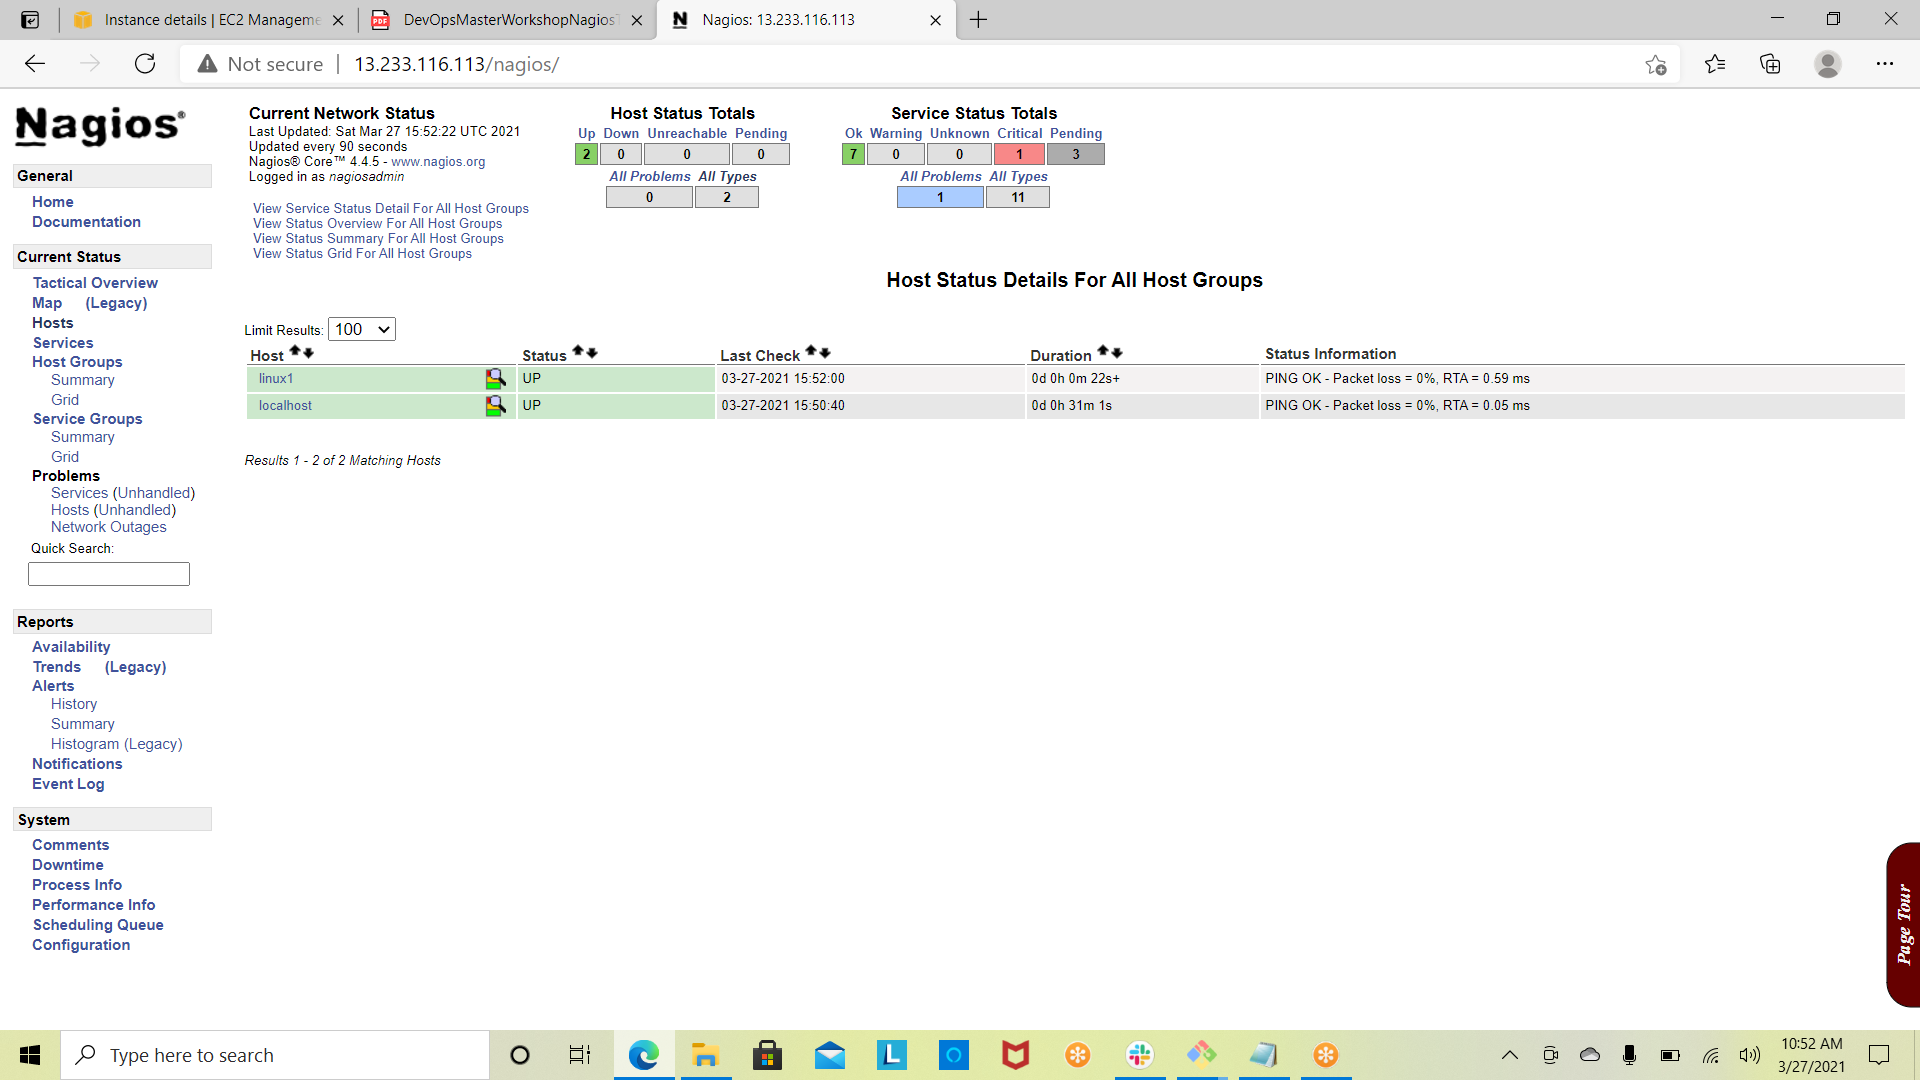 Instance details | EC2 Manageme
DevOpsMasterWorkshopNagiosT
Nagios: 13.233.116.113
Not secure | 13.233.116.113/nagios/
Nagios®
General
Home
Documentation
Current Status
Tactical Overview
Map (Legacy)
Hosts
Services
Host Groups
Summary
Grid
Service Groups
Summary
Grid
Problems
Services (Unhandled)
Hosts (Unhandled)
Network Outages
Quick Search:
Reports
Availability
Trends (Legacy)
Alerts
History
Summary
Histogram (Legacy)
Notifications
Event Log
System
Comments
Downtime
Process Info
Performance Info
Scheduling Queue
Configuration
Current Network Status
Last Updated: Sat Mar 27 15:52:22 UTC 2021
Updated every 90 seconds
Nagios® Core™ 4.4.5 - www.nagios.org
Logged in as nagiosadmin
View Service Status Detail For All Host Groups
View Status Overview For All Host Groups
View Status Summary For All Host Groups
View Status Grid For All Host Groups
Host Status Totals
Up Down Unreachable Pending
2 0 0 0
All Problems All Types
0 2
Service Status Totals
Ok Warning Unknown Critical Pending
7 0 0 1 3
All Problems All Types
1 11
Host Status Details For All Host Groups
Limit Results: 100
Host Status Last Check Duration Status Information
linux1 UP 03-27-2021 15:52:00 0d 0h 0m 22s+ PING OK - Packet loss = 0%, RTA = 0.59 ms
localhost UP 03-27-2021 15:50:40 0d 0h 31m 1s PING OK - Packet loss = 0%, RTA = 0.05 ms
Results 1 - 2 of 2 Matching Hosts
Page Tour
Type here to search
10:52 AM
3/27/2021